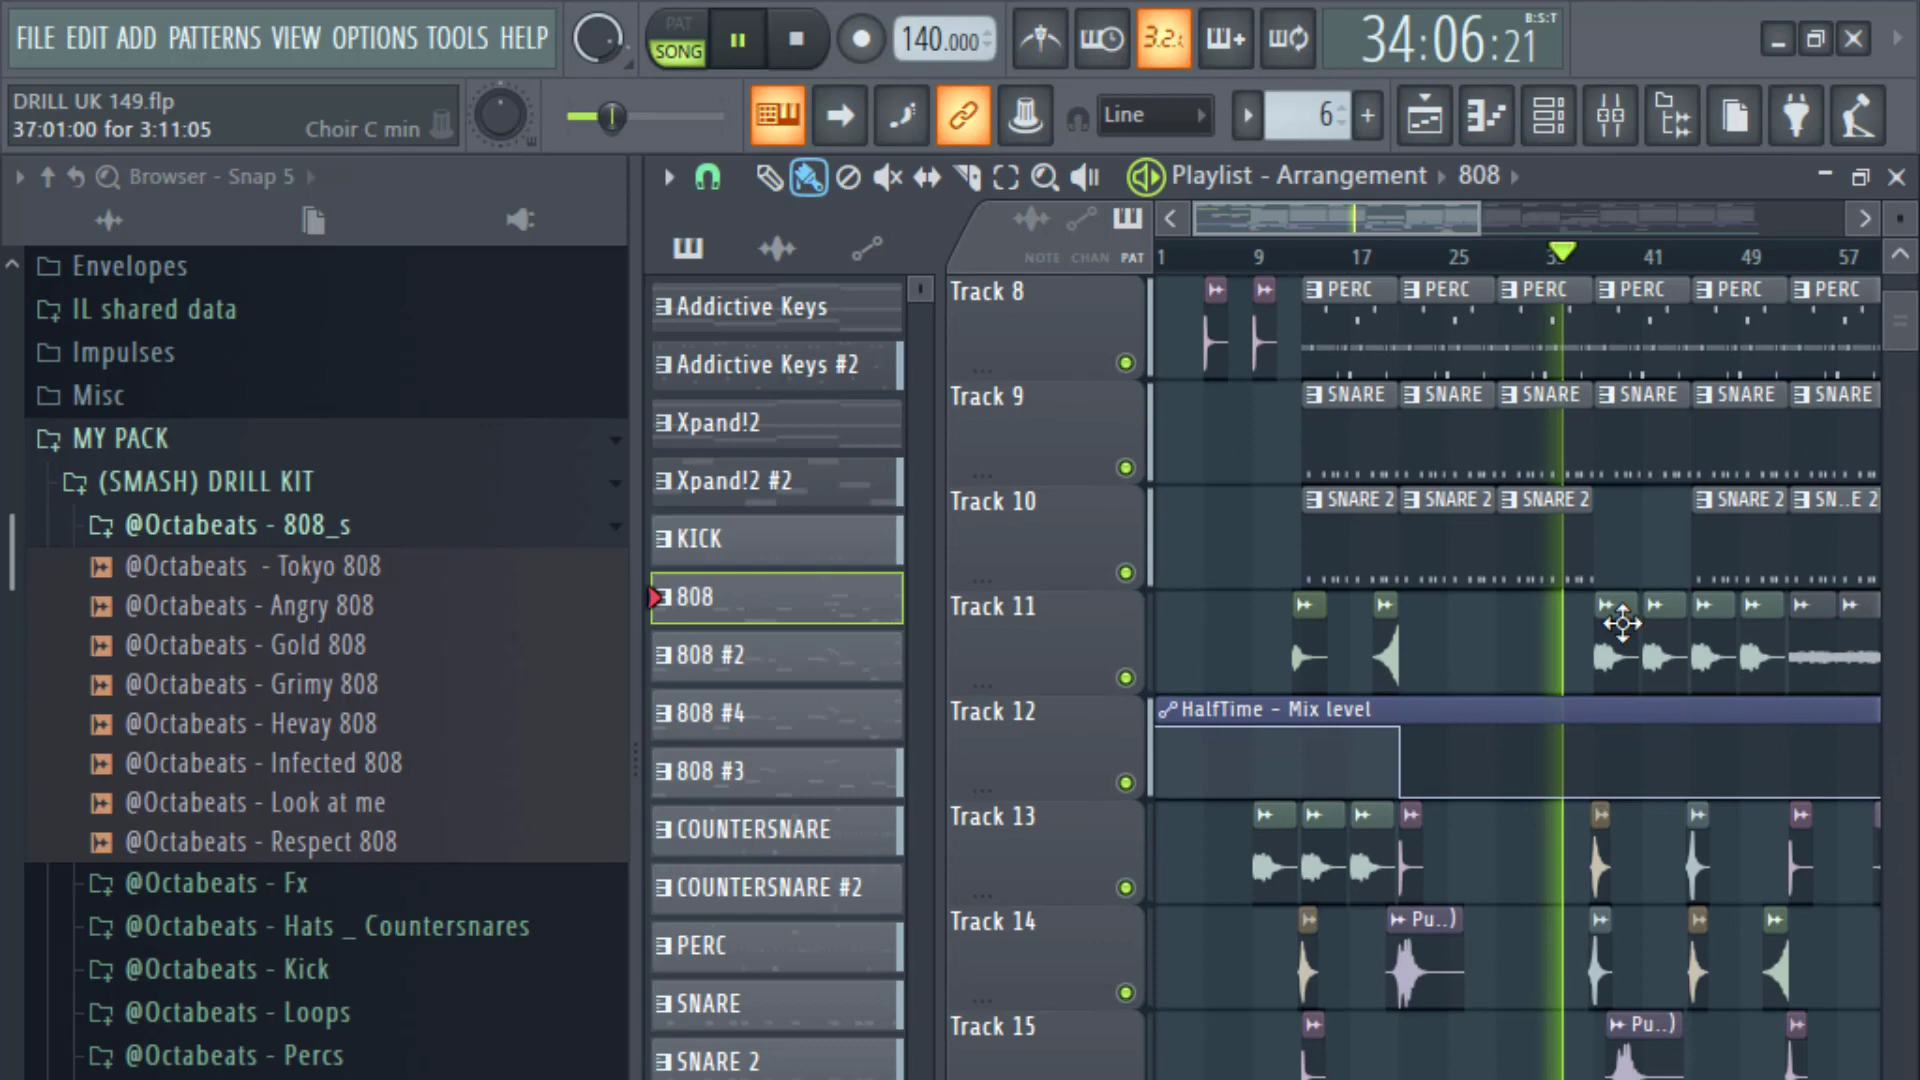 FILE EDIT ADD PATTERNS VIEW OPTIONS TOOLS HELP
PAT
SONG
140.000
3.2.
34:06:21
B:S:T
DRILL UK 149.flp
37:01:00 for 3:11:05
Choir C min
Line
6
Browser - Snap 5
Playlist - Arrangement
808
NOTE CHAN PAT
1 9 17 25 41 49 57
Envelopes
IL shared data
Impulses
Misc
MY PACK
(SMASH) DRILL KIT
@Octabeats - 808_s
@Octabeats - Tokyo 808
@Octabeats - Angry 808
@Octabeats - Gold 808
@Octabeats - Grimy 808
@Octabeats - Hevay 808
@Octabeats - Infected 808
@Octabeats - Look at me
@Octabeats - Respect 808
@Octabeats - Fx
@Octabeats - Hats _ Countersnares
@Octabeats - Kick
@Octabeats - Loops
@Octabeats - Percs
Addictive Keys
Addictive Keys #2
Xpand!2
Xpand!2 #2
KICK
808
808 #2
808 #4
808 #3
COUNTERSNARE
COUNTERSNARE #2
PERC
SNARE
SNARE 2
Track 8
PERC PERC PERC PERC PERC PERC
Track 9
SNARE SNARE SNARE SNARE SNARE SNARE
Track 10
SNARE 2 SNARE 2 SNARE 2 SNARE 2 SN..E 2
Track 11
Track 12
HalfTime - Mix level
Track 13
Track 14
Pu..)
Track 15
Pu..)